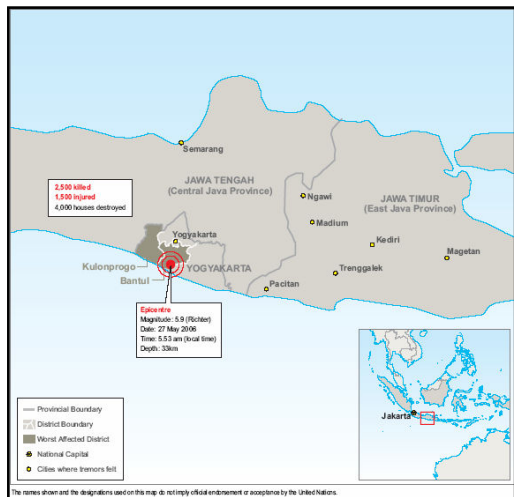 Semarang
JAWA TENGAH
(Central Java Province)
2,500 killed
1,500 injured
4,000 houses destroyed
Ngawi
JAWA TIMUR
(East Java Province)
Madium
Yogyakarta
Kediri
Magetan
Kulonprogo
YOGYAKARTA
Bantul
Trenggalek
Pacitan
Epicentre
Magnitude: 5.9 (Richter)
Date: 27 May 2006
Time: 5.53 am (local time)
Depth: 33km
Jakarta
Provincial Boundary
District Boundary
Worst Affected District
National Capital
Cities where tremors felt
The names shown and the designations used on this map do not imply official endorsement or acceptance by the United Nations.